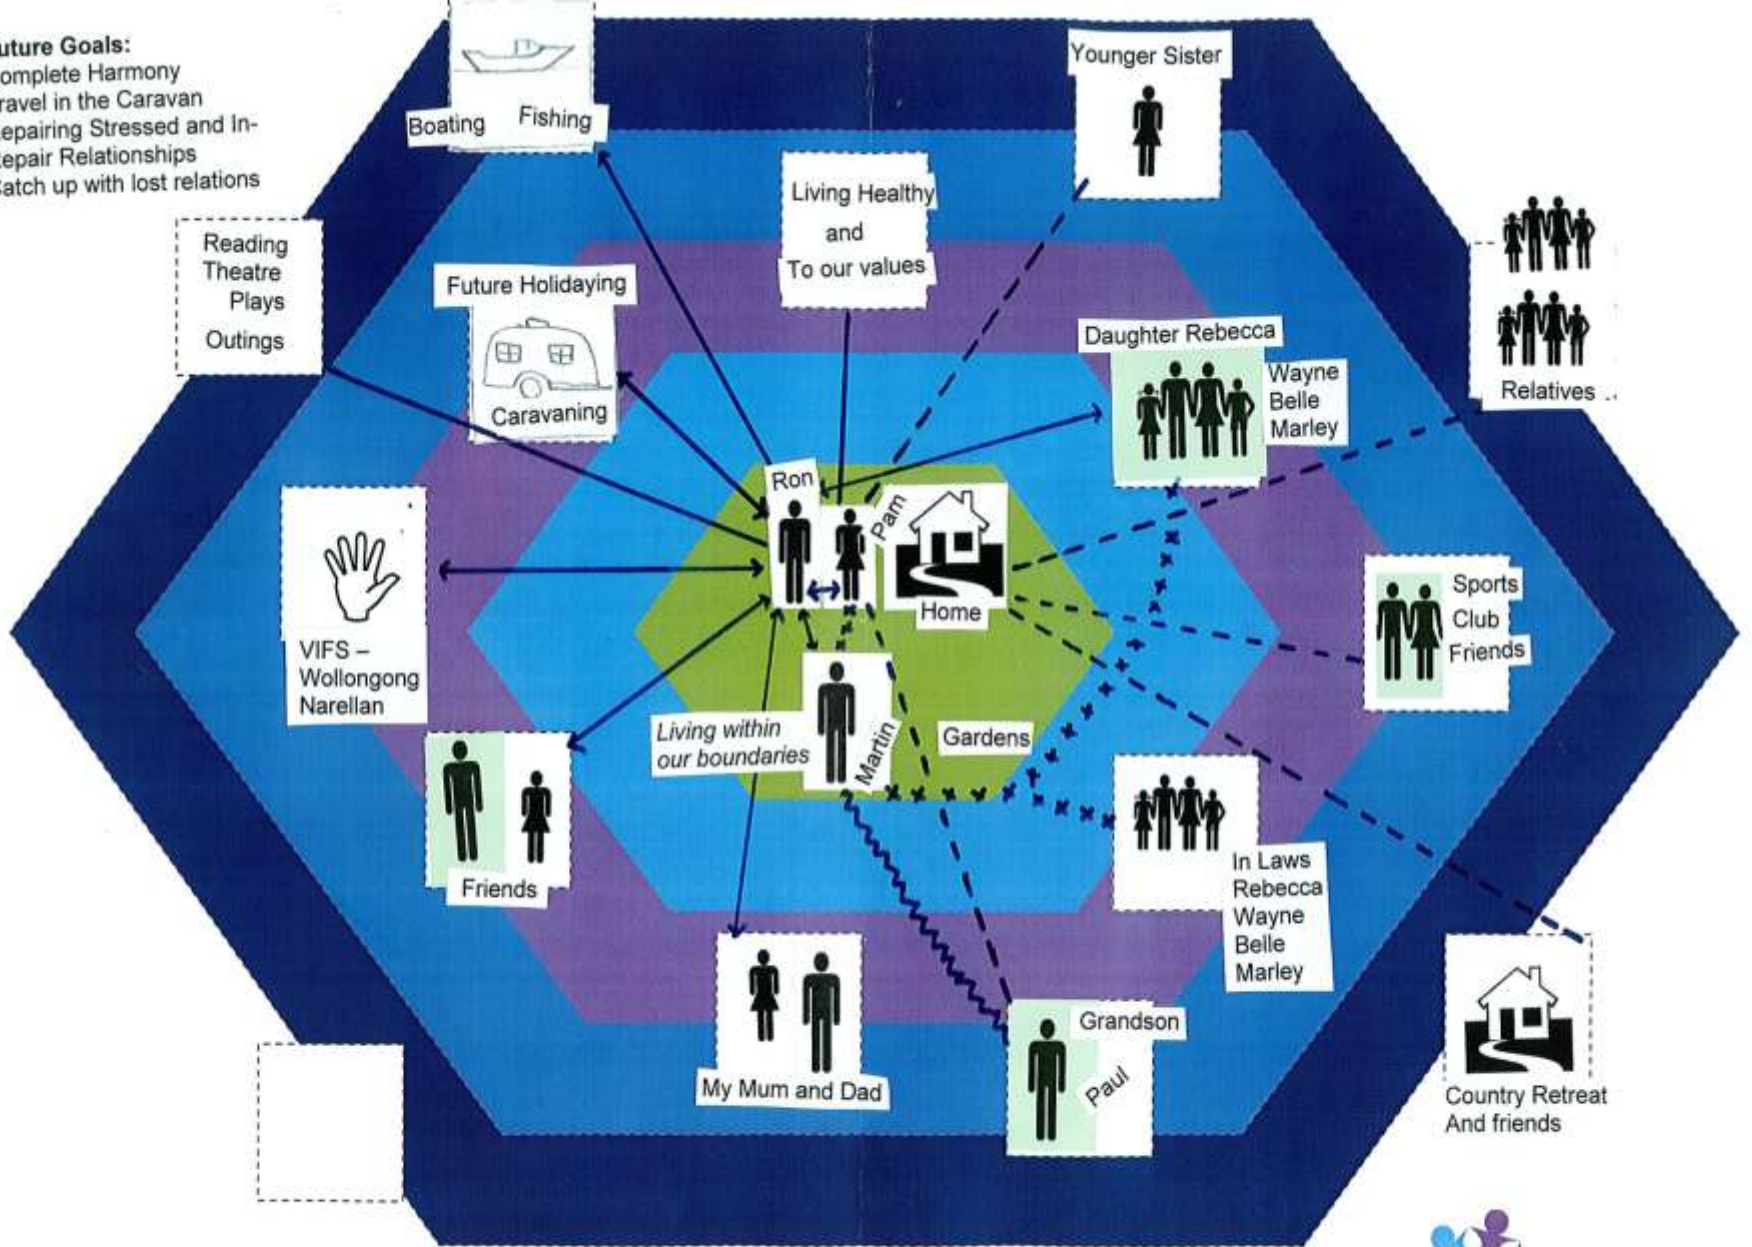 uture Goals:
omplete Harmony
ravel in the Caravan
epairing Stressed and In-
epair Relationships
atch up with lost relations
Boating Fishing
Younger Sister
Living Healthy
and
To our values
Reading
Theatre
Plays
Outings
Future Holidaying
Caravaning
Daughter Rebecca
Wayne
Belle
Marley
Relatives
Ron
Pam
Home
VIFS –
Wollongong
Narellan
Sports
Club
Friends
Living within
our boundaries
Martin
Gardens
Friends
In Laws
Rebecca
Wayne
Belle
Marley
My Mum and Dad
Grandson
Paul
Country Retreat
And friends